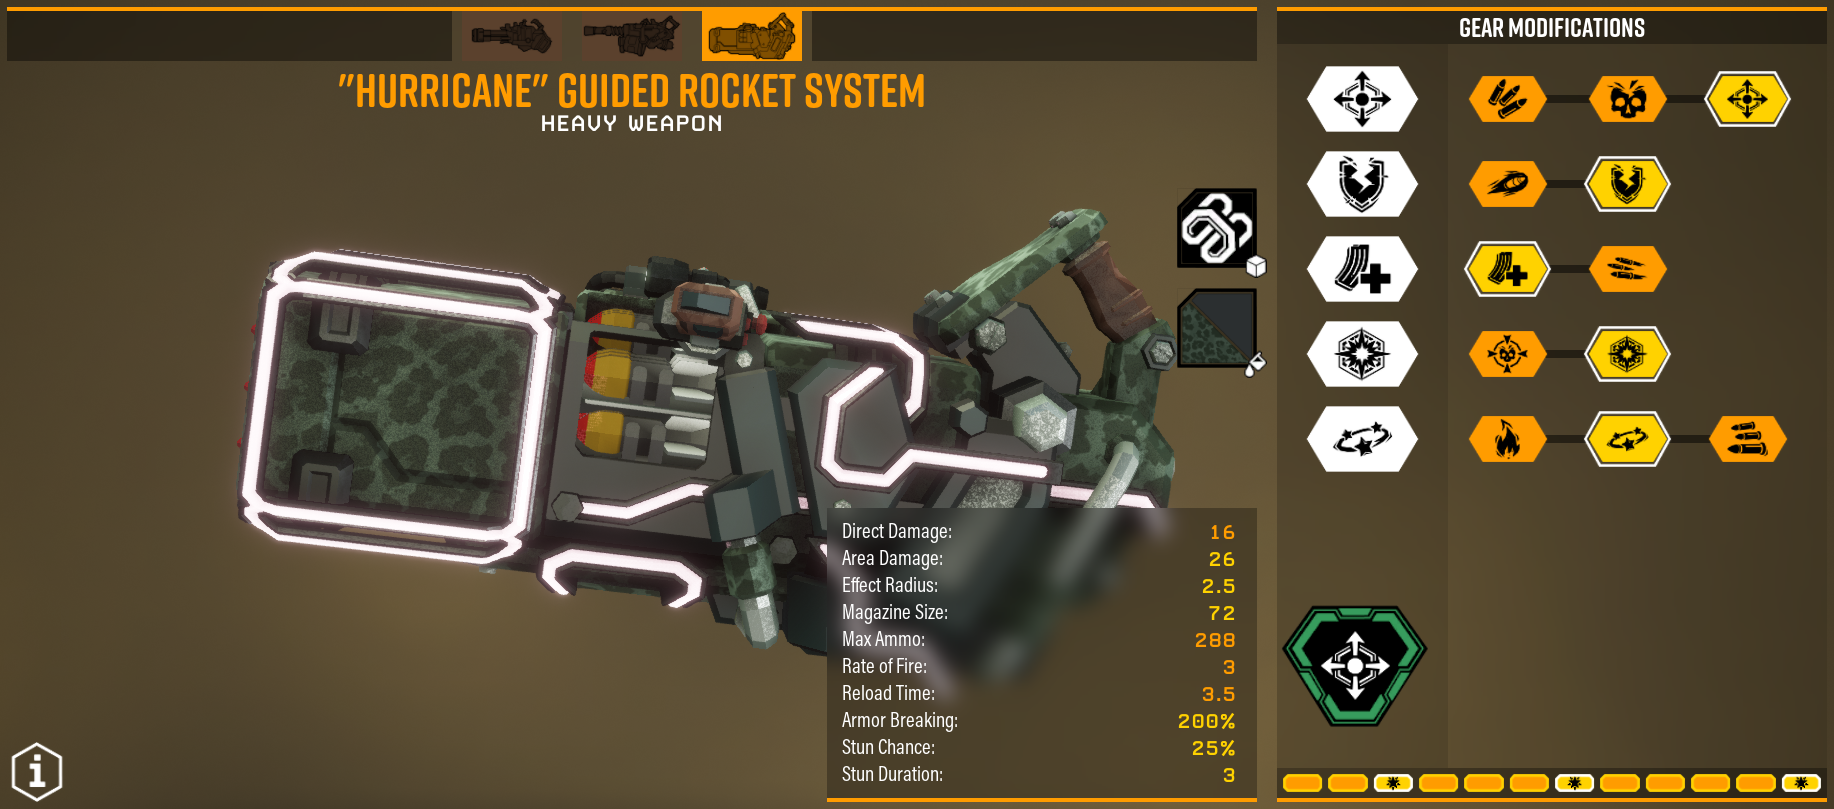 GEAR MODIFICATIONS
"HURRICANE" GUIDED ROCKET SYSTEM
HEAVY WEAPON
Direct Damage: 16
Area Damage: 26
Effect Radius: 2.5
Magazine Size: 72
Max Ammo: 288
Rate of Fire: 3
Reload Time: 3.5
Armor Breaking: 200%
Stun Chance: 25%
Stun Duration: 3